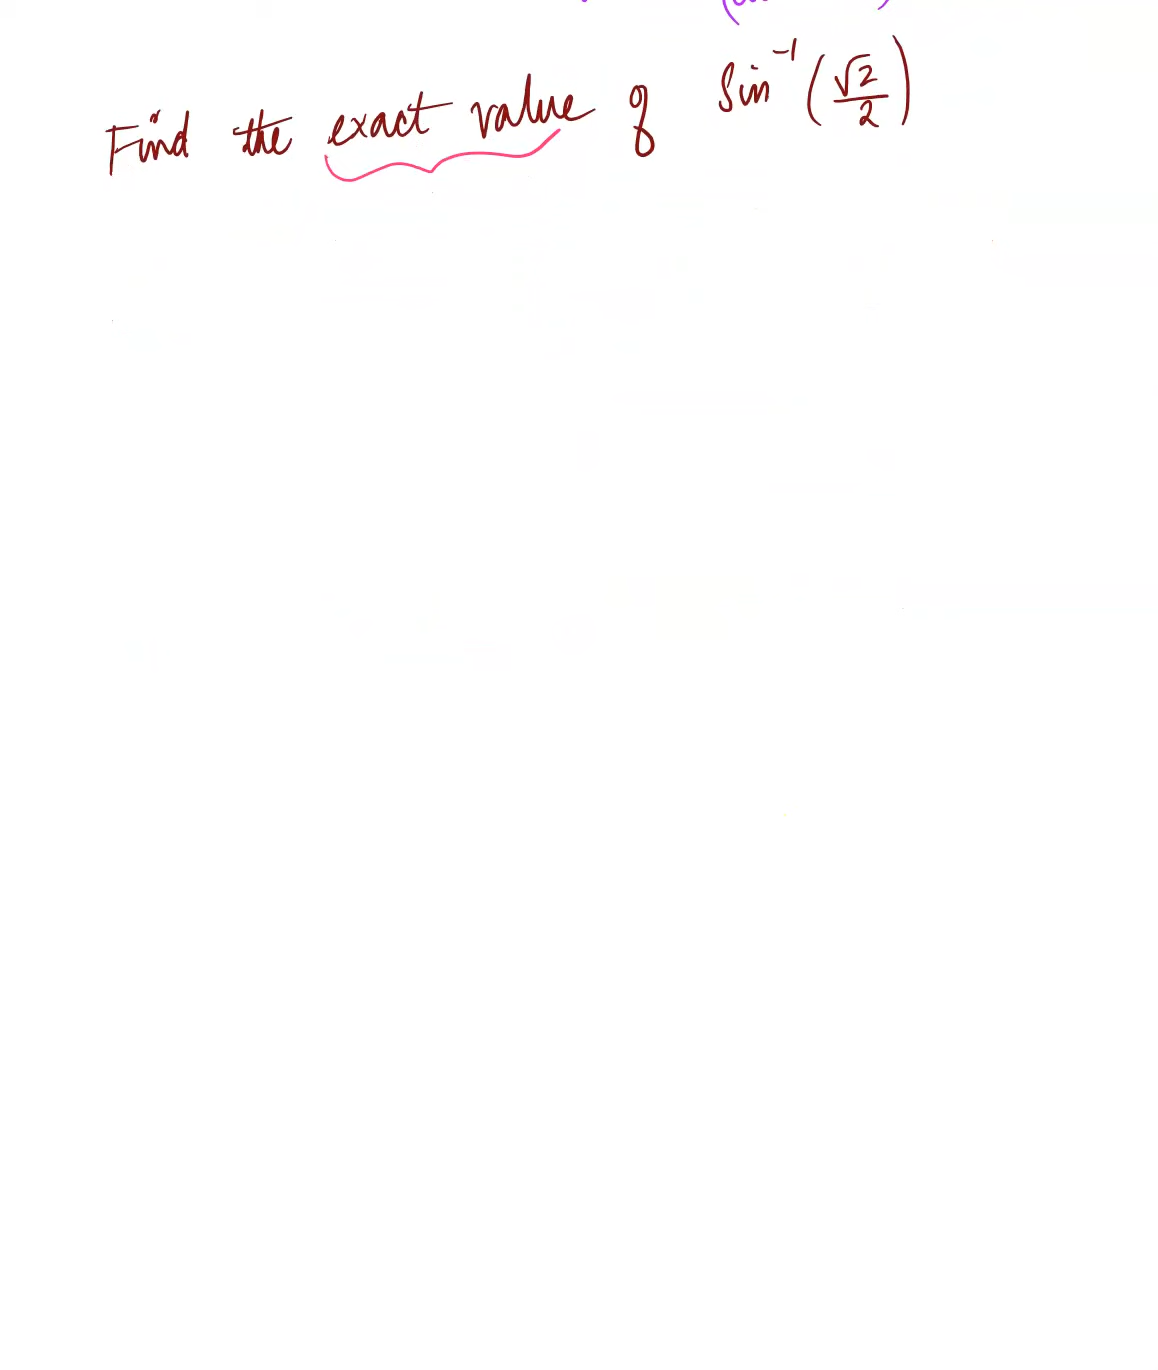 Find the exact value of Sin⁻¹(√2/2)